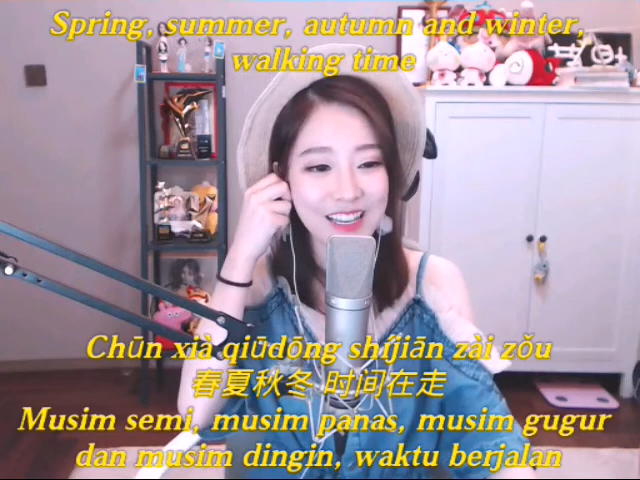 Spring, summer, autumn and winter,
walking time
Chūn xià qiūdōng shíjiān zài zǒu
春夏秋冬 时间在走
Musim semi, musim panas, musim gugur
dan musim dingin, waktu berjalan